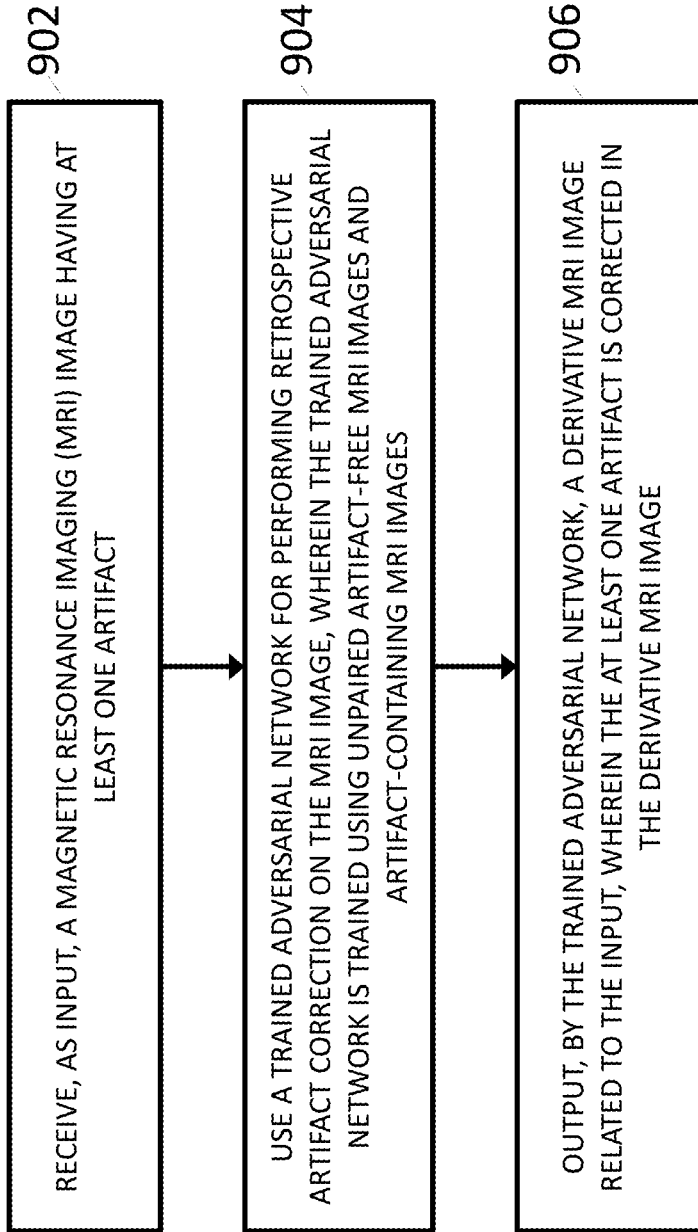 902
RECEIVE, AS INPUT, A MAGNETIC RESONANCE IMAGING (MRI) IMAGE HAVING AT
LEAST ONE ARTIFACT
904
USE A TRAINED ADVERSARIAL NETWORK FOR PERFORMING RETROSPECTIVE
ARTIFACT CORRECTION ON THE MRI IMAGE, WHEREIN THE TRAINED ADVERSARIAL
NETWORK IS TRAINED USING UNPAIRED ARTIFACT-FREE MRI IMAGES AND
ARTIFACT-CONTAINING MRI IMAGES
906
OUTPUT, BY THE TRAINED ADVERSARIAL NETWORK, A DERIVATIVE MRI IMAGE
RELATED TO THE INPUT, WHEREIN THE AT LEAST ONE ARTIFACT IS CORRECTED IN
THE DERIVATIVE MRI IMAGE